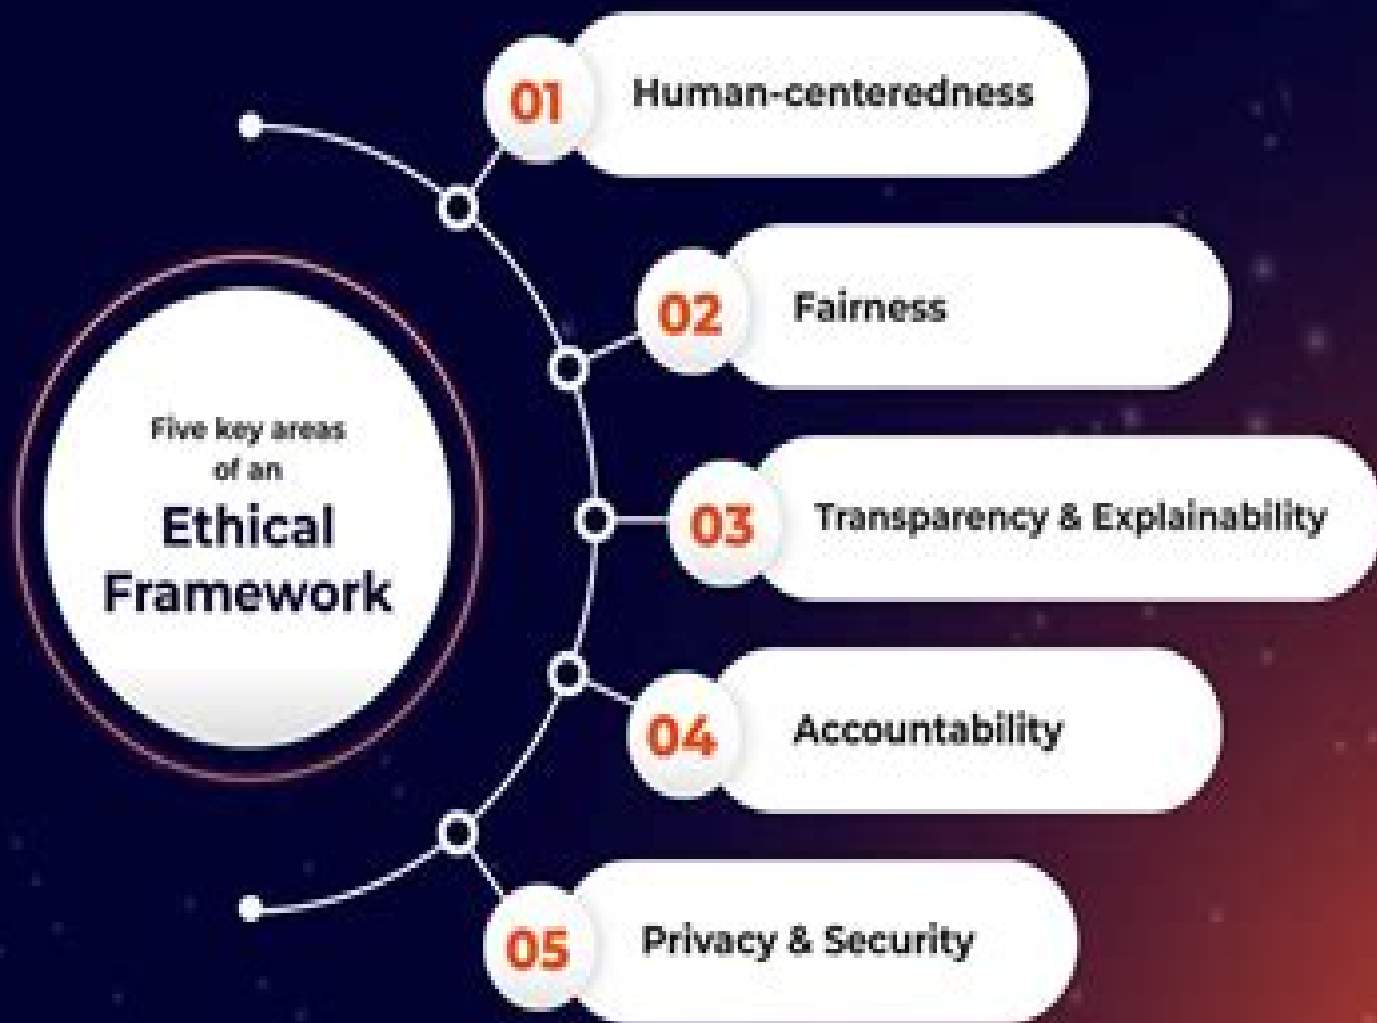 Five key areas
of an
Ethical
Framework
01
Human-centeredness
02
Fairness
03
Transparency & Explainability
04
Accountability
05
Privacy & Security